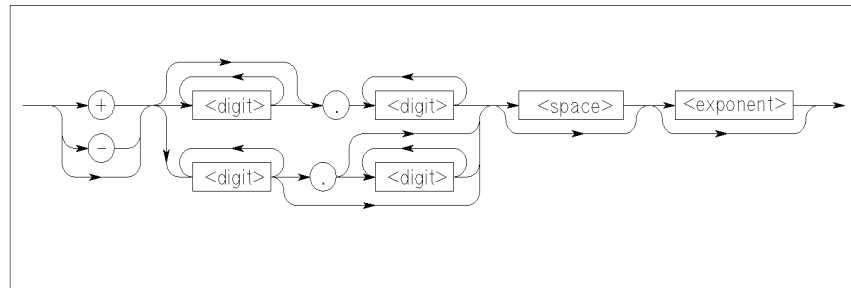 + <digit> . <digit> <space> <exponent>
-
<digit> . <digit>